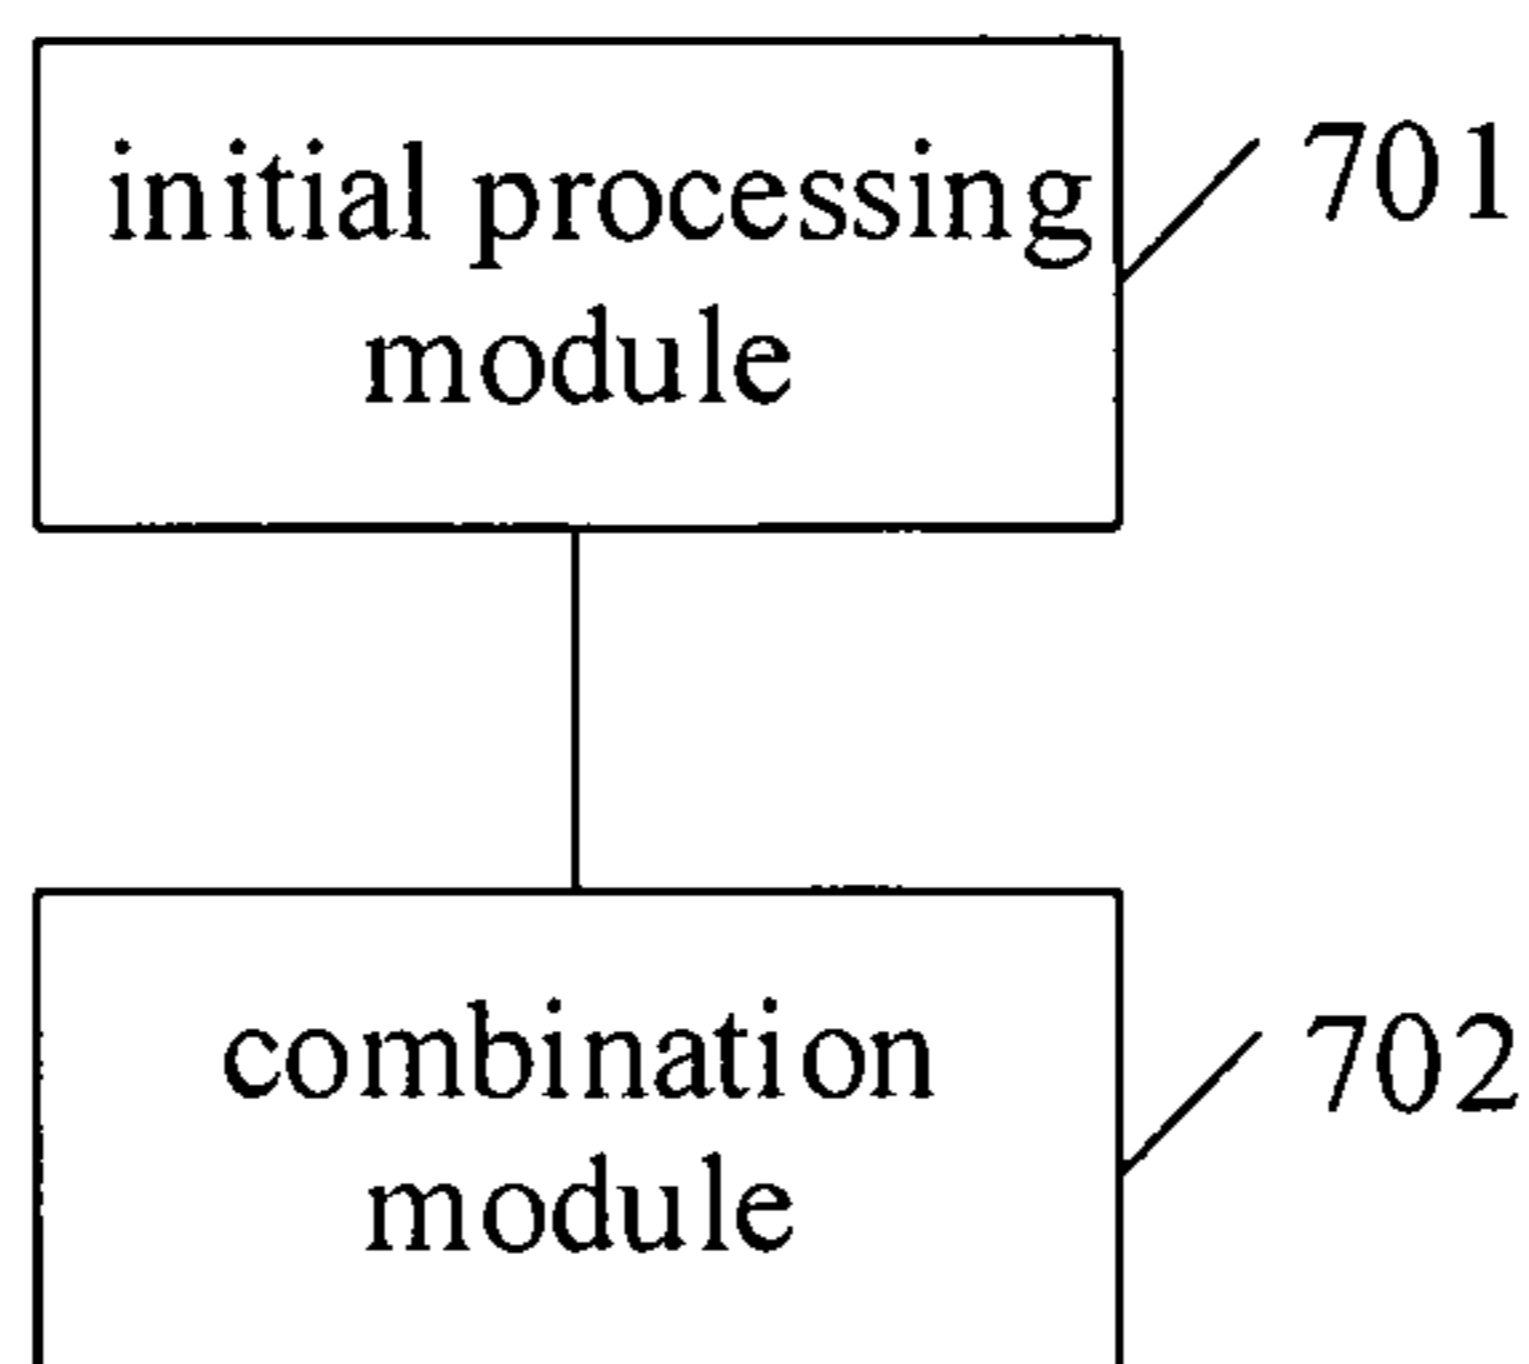 initial processing
module
701
combination
module
702